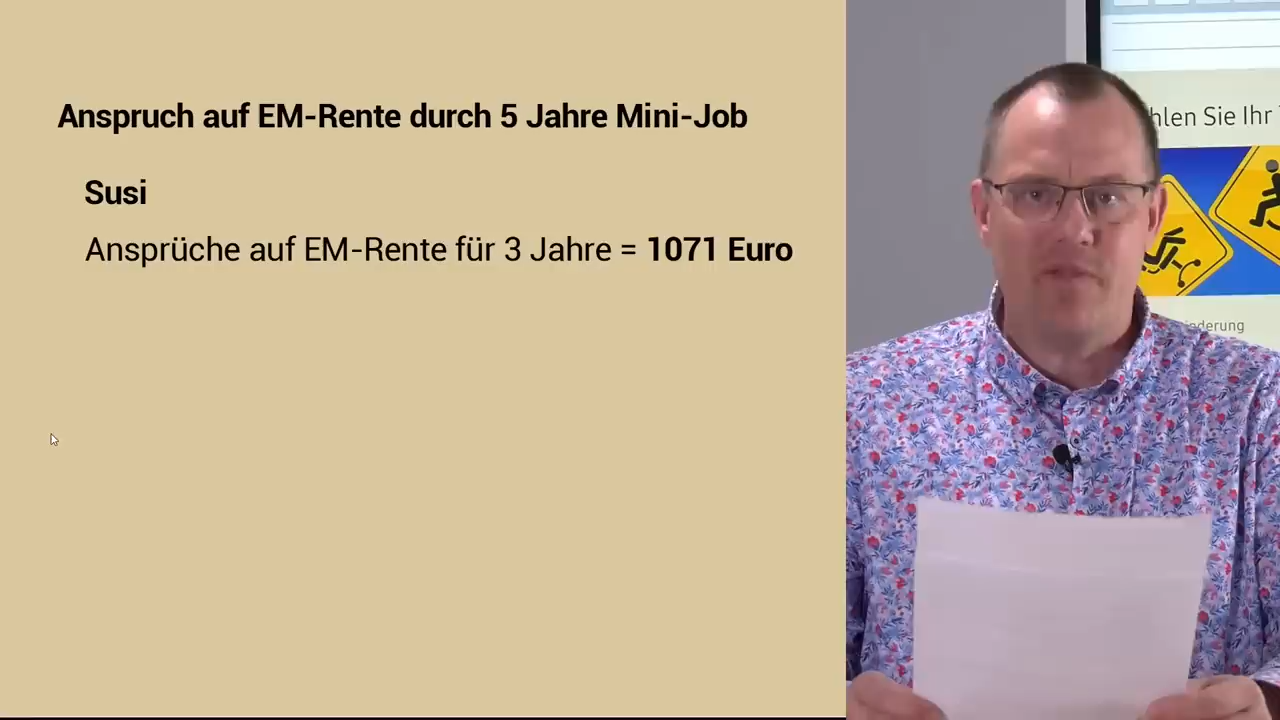 Anspruch auf EM-Rente durch 5 Jahre Mini-Job
Susi
Ansprüche auf EM-Rente für 3 Jahre = 1071 Euro
Sie Ihr